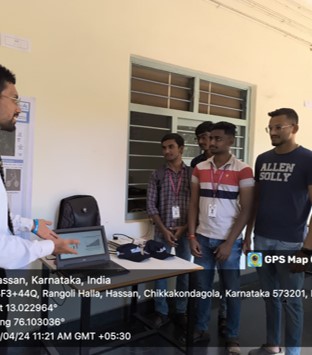 ALLEN
SOLLY
GPS Map
assan, Karnataka, India
F3+44Q, Rangoli Halla, Hassan, Chikkakondagola, Karnataka 573201,
t 13.022964°
ng 76.103036°
/04/24 11:21 AM GMT +05:30